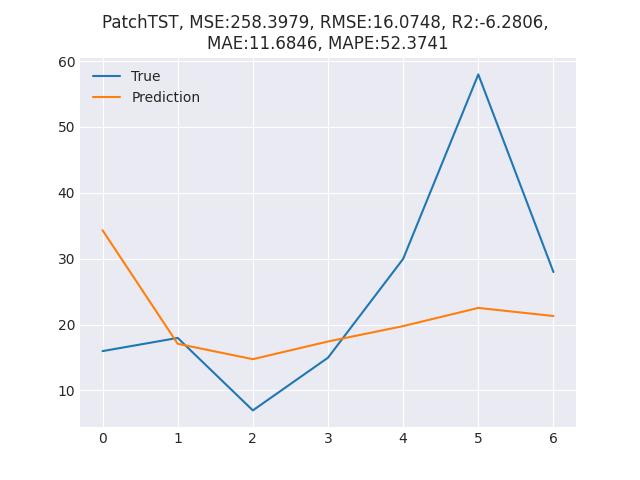 PatchTST, MSE:258.3979, RMSE:16.0748, R2:-6.2806,
MAE:11.6846, MAPE:52.3741
True
Prediction
60
50
40
30
20
10
0 1 2 3 4 5 6